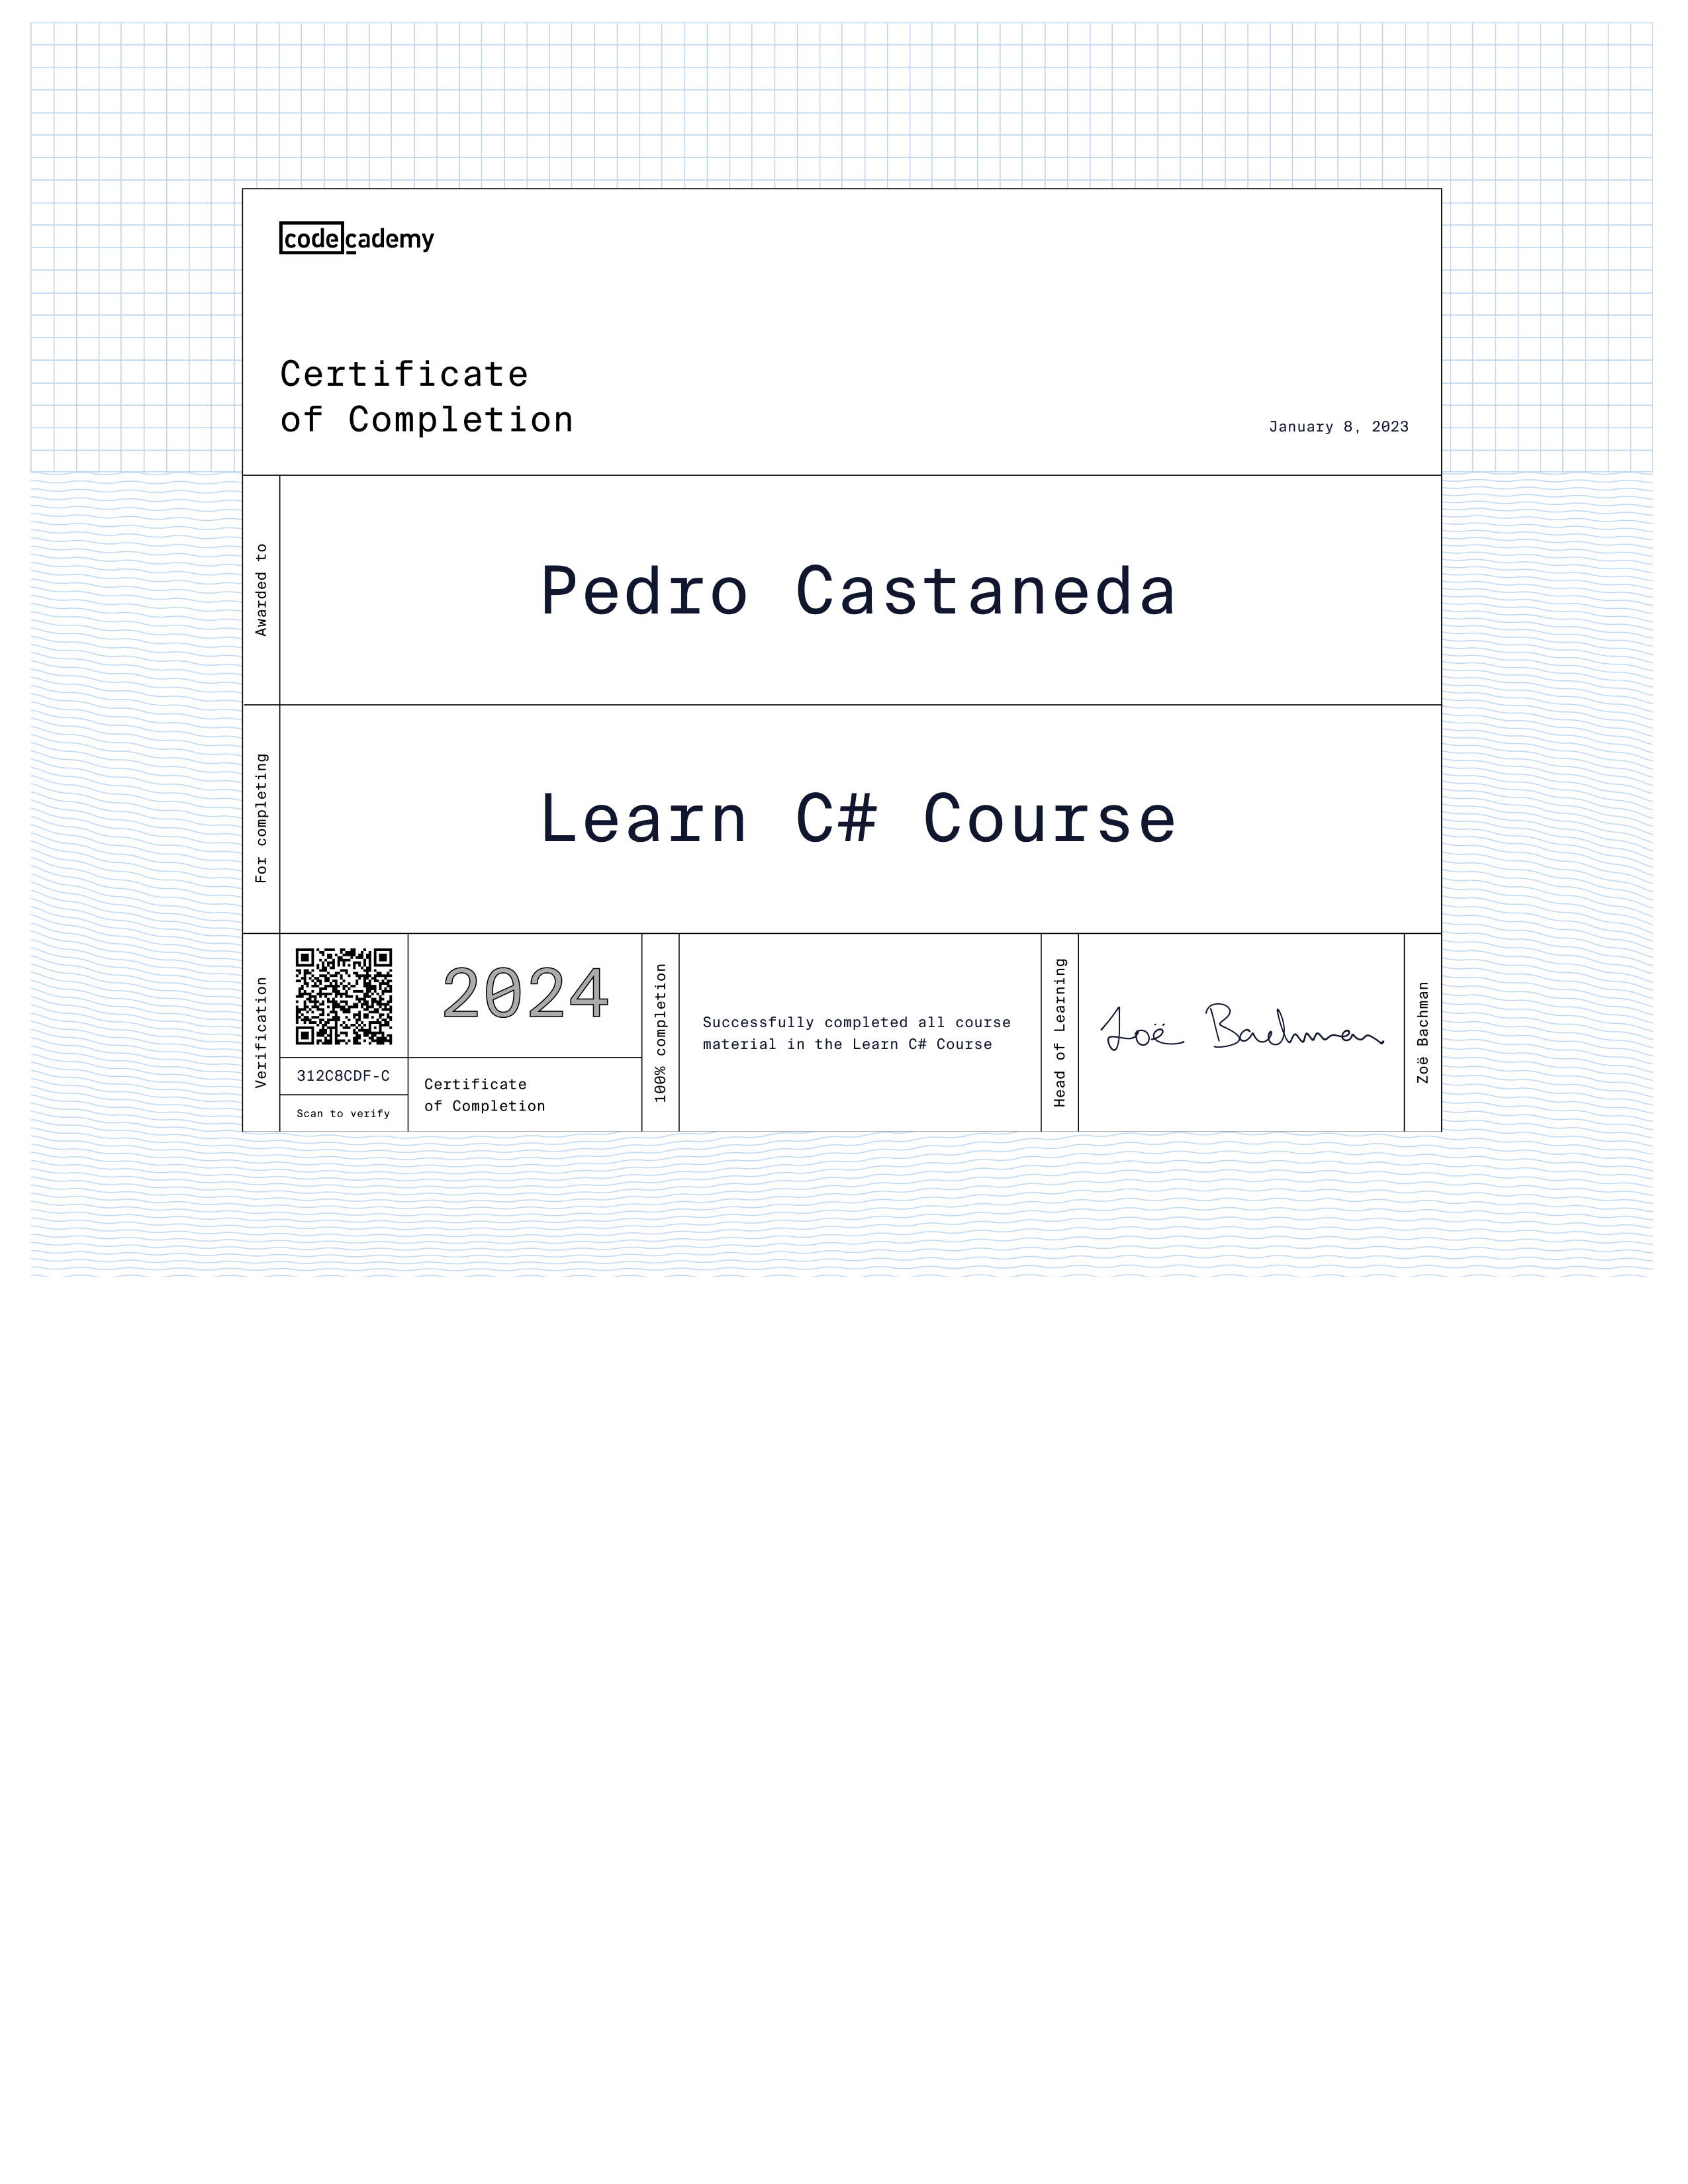 codecademy
Certificate
of Completion
January 8, 2023
Awarded to
Pedro Castaneda
For completing
Learn C# Course
Verification
312C8CDF-C
Scan to verify
2024
Certificate
of Completion
100% completion
Successfully completed all course
material in the Learn C# Course
Head of Learning
Zoë Bachman
Zoë Bachman